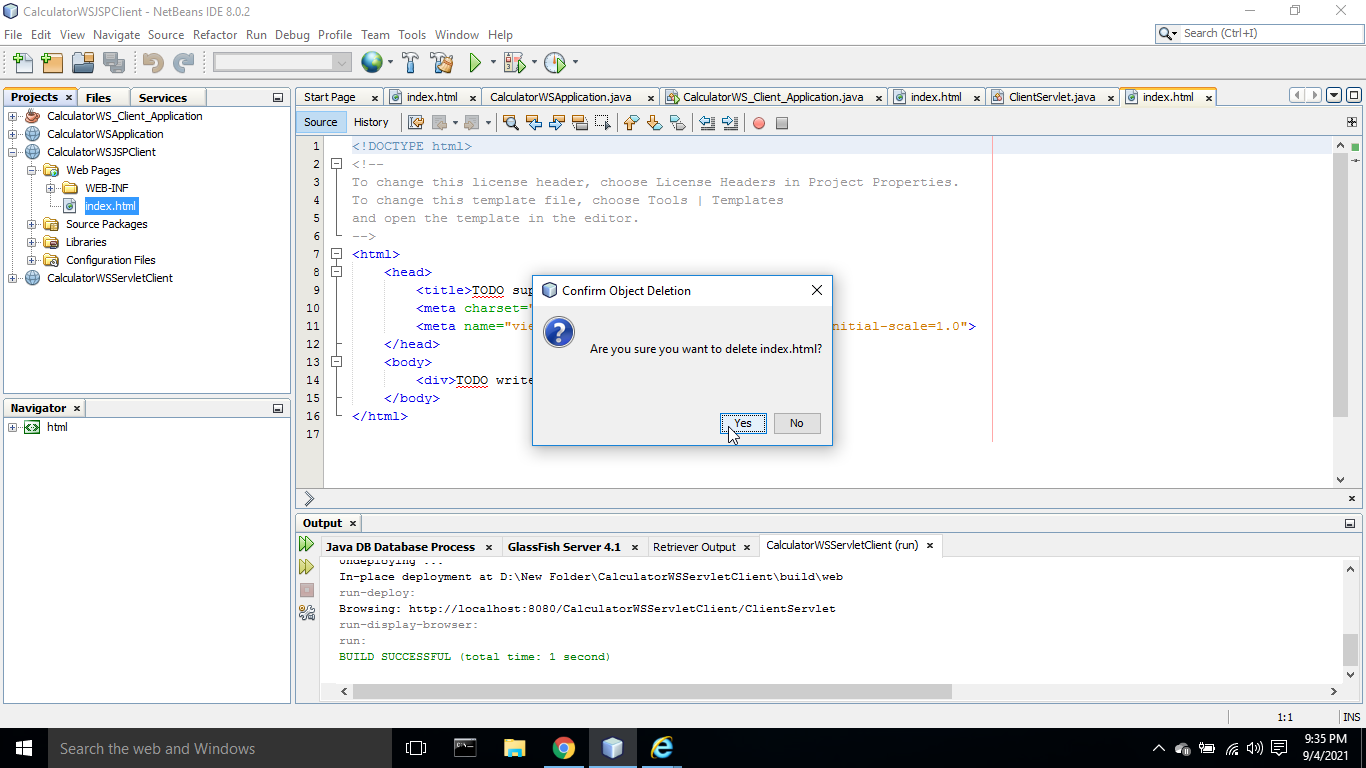 CalculatorWSJSPClient - NetBeans IDE 8.0.2
File Edit View Navigate Source Refactor Run Debug Profile Team Tools Window Help
Search (Ctrl+I)
Projects Files Services
CalculatorWS_Client_Application
CalculatorWSApplication
CalculatorWSJSPClient
Web Pages
WEB-INF
index.html
Source Packages
Libraries
Configuration Files
CalculatorWSServletClient
Navigator
html
Start Page index.html CalculatorWSApplication.java CalculatorWS_Client_Application.java index.html ClientServlet.java index.html
Source History
1 <!DOCTYPE html>
2 <!--
3 To change this license header, choose License Headers in Project Properties.
4 To change this template file, choose Tools | Templates
5 and open the template in the editor.
6 -->
7 <html>
8 <head>
9 <title>TODO sup
10 <meta charset="
11 <meta name="vie nitial-scale=1.0">
12 </head>
13 <body>
14 <div>TODO write
15 </body>
16 </html>
17
Confirm Object Deletion
Are you sure you want to delete index.html?
Yes No
Output
Java DB Database Process GlassFish Server 4.1 Retriever Output CalculatorWSServletClient (run)
Undeploying ...
In-place deployment at D:\New Folder\CalculatorWSServletClient\build\web
run-deploy:
Browsing: http://localhost:8080/CalculatorWSServletClient/ClientServlet
run-display-browser:
run:
BUILD SUCCESSFUL (total time: 1 second)
1:1 INS
Search the web and Windows
9:35 PM
9/4/2021